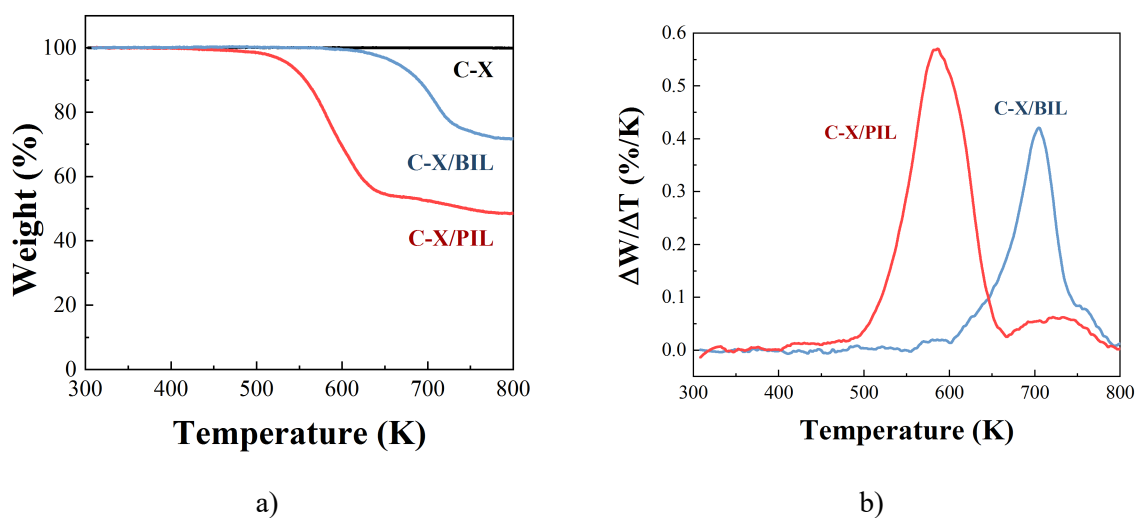 100
80
60
40
20
0
Weight (%)
C-X
C-X/BIL
C-X/PIL
300 400 500 600 700 800
Temperature (K)
a)
0.6
0.5
0.4
0.3
0.2
0.1
0.0
ΔW/ΔT (%/K)
C-X/PIL
C-X/BIL
300 400 500 600 700 800
Temperature (K)
b)